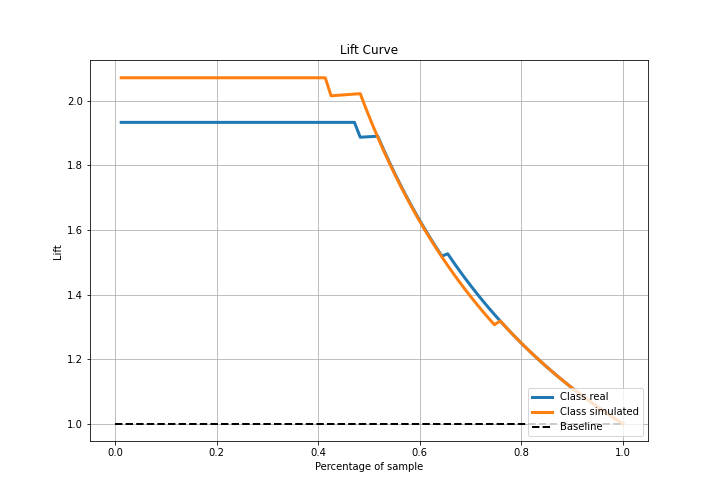 Lift Curve
Lift
2.0
1.8
1.6
1.4
1.2
1.0
0.0 0.2 0.4 0.6 0.8 1.0
Percentage of sample
Class real
Class simulated
Baseline